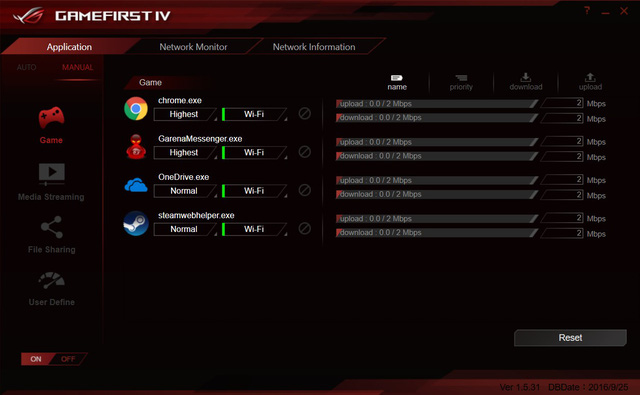 GAMEFIRST IV
? _ X
Application Network Monitor Network Information
AUTO MANUAL
Game
name priority download upload
Game
Media Streaming
File Sharing
User Define
chrome.exe
Highest Wi-Fi
upload : 0.0 / 2 Mbps 2 Mbps
download : 0.0 / 2 Mbps 2 Mbps
GarenaMessenger.exe
Highest Wi-Fi
upload : 0.0 / 2 Mbps 2 Mbps
download : 0.0 / 2 Mbps 2 Mbps
OneDrive.exe
Normal Wi-Fi
upload : 0.0 / 2 Mbps 2 Mbps
download : 0.0 / 2 Mbps 2 Mbps
steamwebhelper.exe
Normal Wi-Fi
upload : 0.0 / 2 Mbps 2 Mbps
download : 0.0 / 2 Mbps 2 Mbps
Reset
ON OFF
Ver 1.5.31 DBDate : 2016/9/25